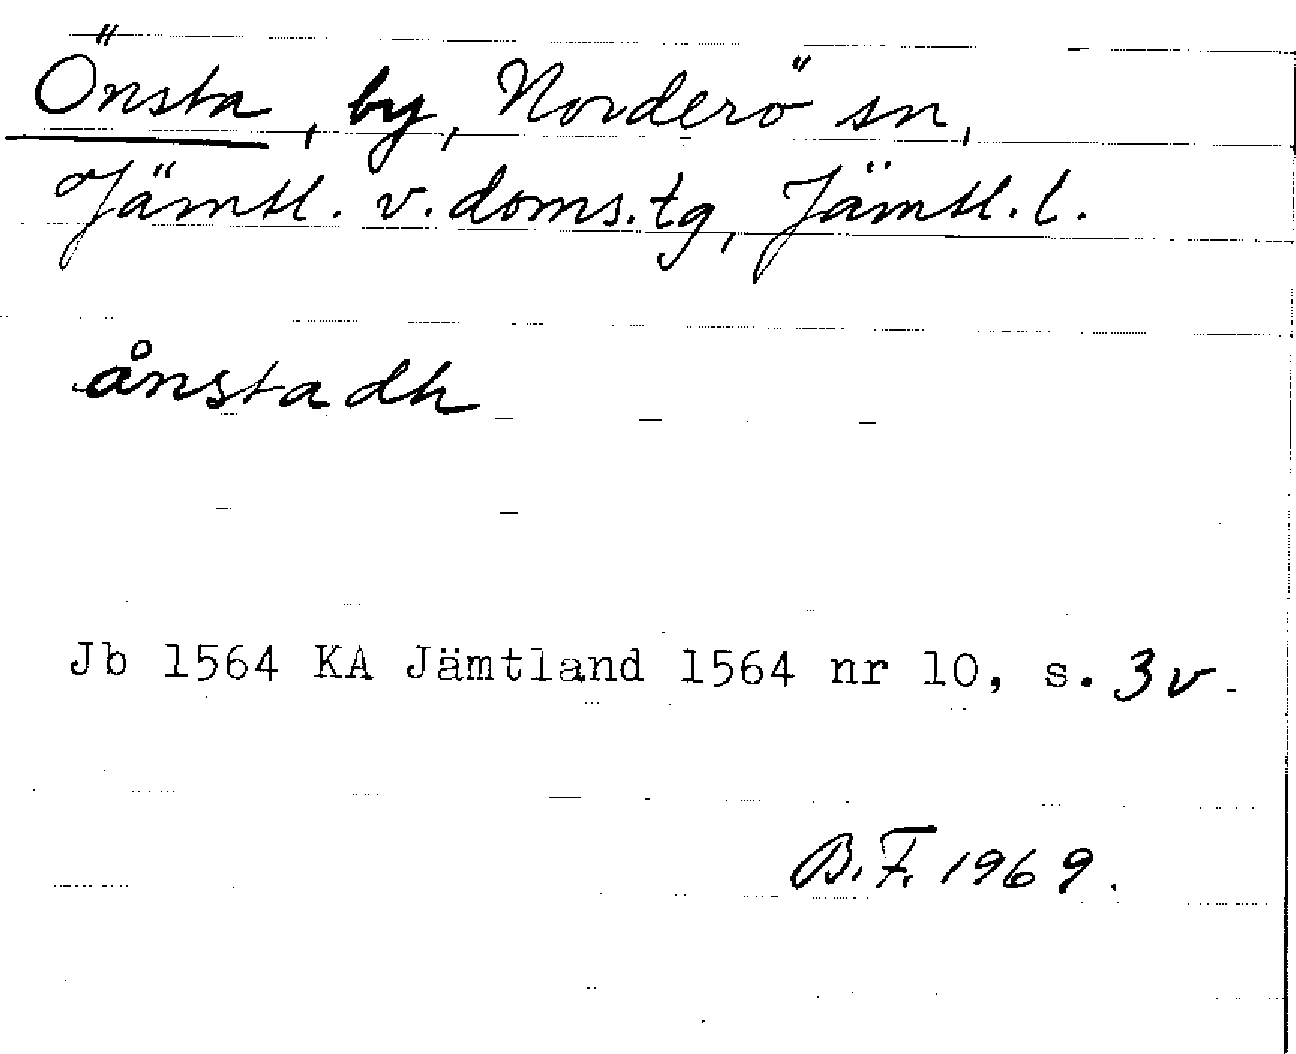 Önsta, by, Norderö sn,
Jämtl. v. doms.tg, Jämtl. l.
ånstadh
Jb 1564 KA Jämtland 1564 nr 10, s. 3v
B.F. 1969.